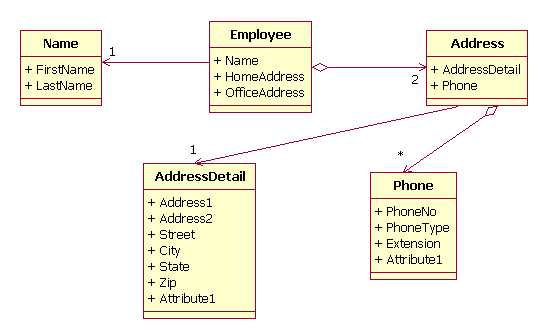 Name
+ FirstName
+ LastName
1
Employee
+ Name
+ HomeAddress
+ OfficeAddress
2
Address
+ AddressDetail
+ Phone
1
*
AddressDetail
+ Address1
+ Address2
+ Street
+ City
+ State
+ Zip
+ Attribute1
Phone
+ PhoneNo
+ PhoneType
+ Extension
+ Attribute1